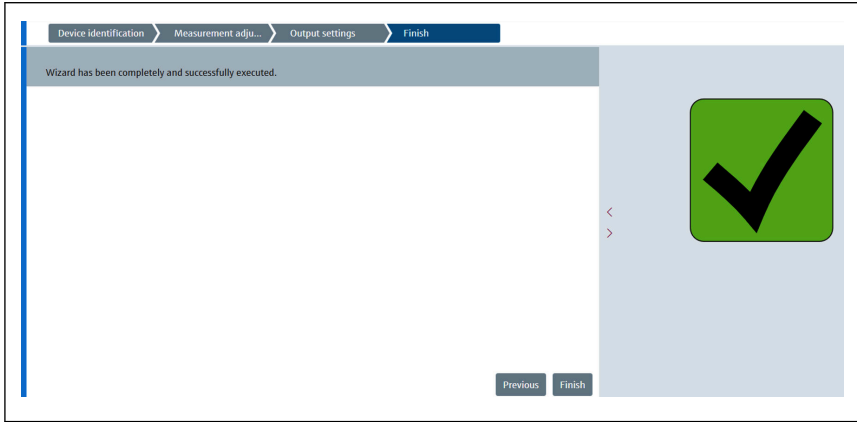 Device identification
Measurement adju...
Output settings
Finish
Wizard has been completely and successfully executed.
Previous
Finish